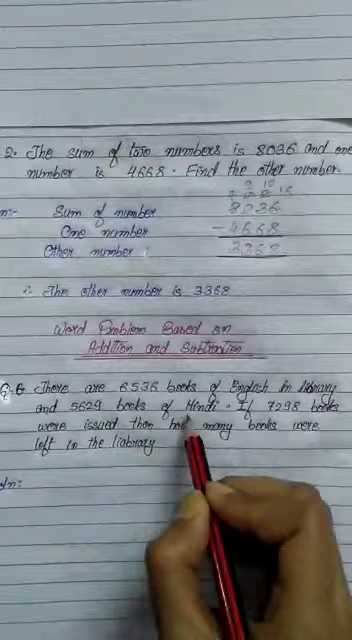 2. The sum of two numbers is 8036 and one
number is 4668. Find the other number.
Sum of number 8036
One number - 4668
Other number : 3368
∴ The other number is 3368
Word Problem Based on
Addition and Subtraction
Q.6 There are 6536 books of English in library
and 5629 books of Hindi. If 7298 books
were issued then how many books were
left in the liabrary